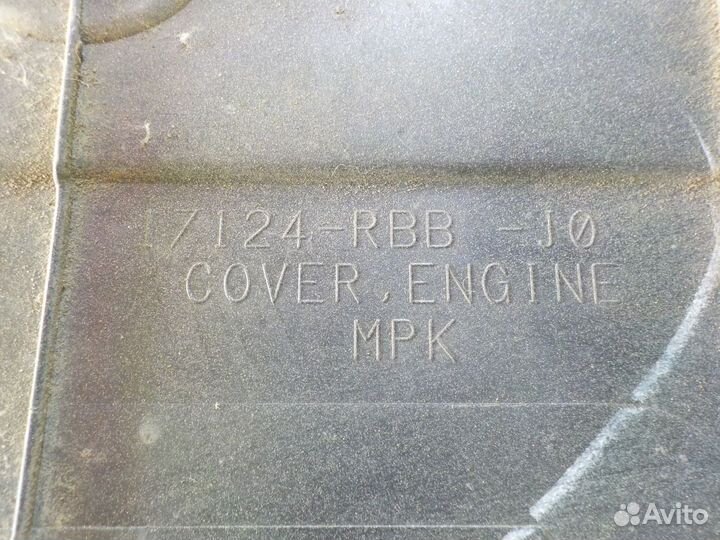 17124-RBB -J0
COVER,ENGINE
MPK
Avito